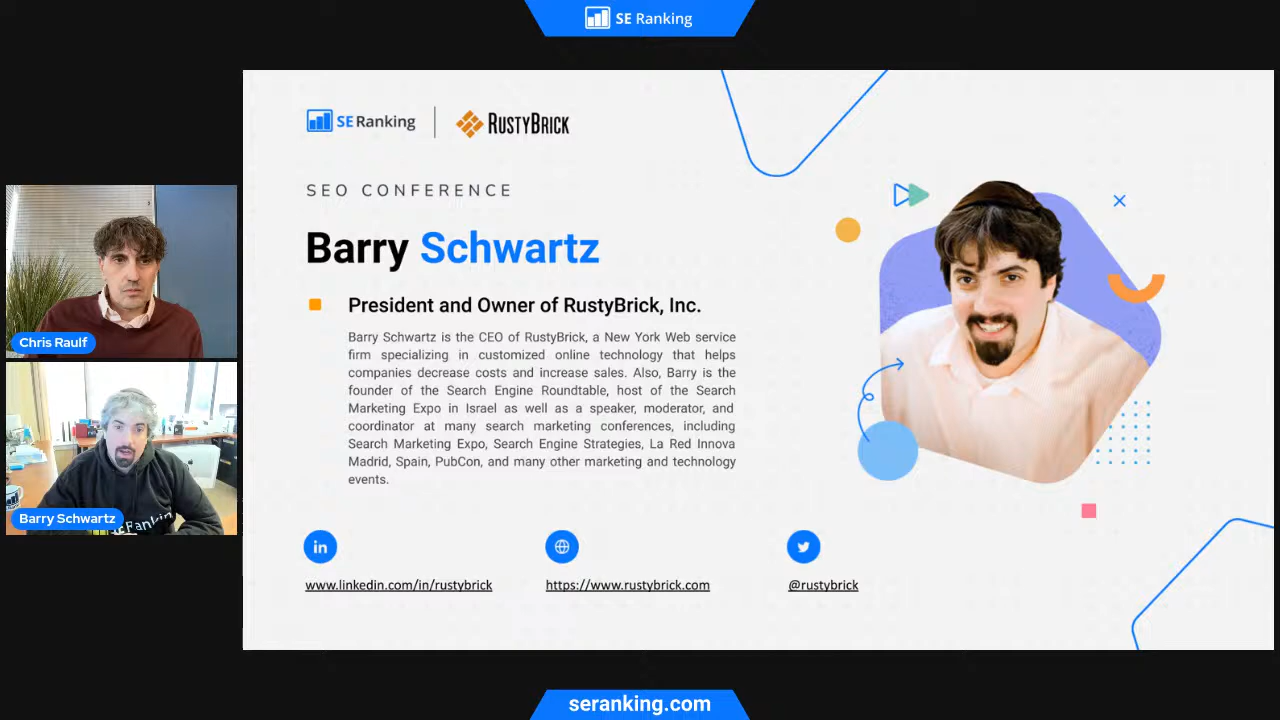 SE Ranking
SE Ranking
RUSTYBRICK
SEO CONFERENCE
Barry Schwartz
President and Owner of RustyBrick, Inc.
Barry Schwartz is the CEO of RustyBrick, a New York Web service
firm specializing in customized online technology that helps
companies decrease costs and increase sales. Also, Barry is the
founder of the Search Engine Roundtable, host of the Search
Marketing Expo in Israel as well as a speaker, moderator, and
coordinator at many search marketing conferences, including
Search Marketing Expo, Search Engine Strategies, La Red Innova
Madrid, Spain, PubCon, and many other marketing and technology
events.
in
www.linkedin.com/in/rustybrick
https://www.rustybrick.com
@rustybrick
Chris Raulf
Barry Schwartz
seranking.com